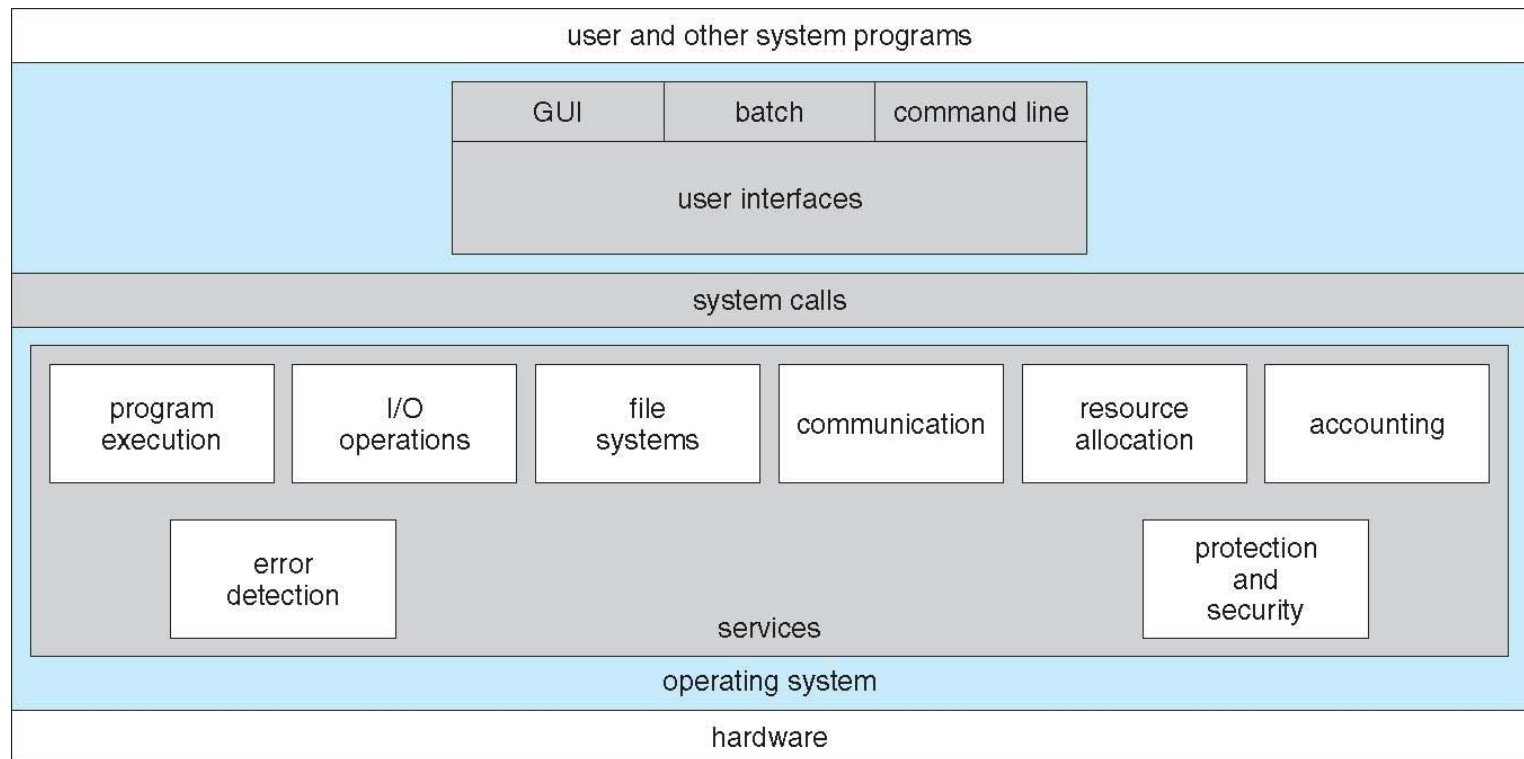 user and other system programs
GUI
batch
command line
user interfaces
system calls
program
execution
I/O
operations
file
systems
communication
resource
allocation
accounting
error
detection
protection
and
security
services
operating system
hardware